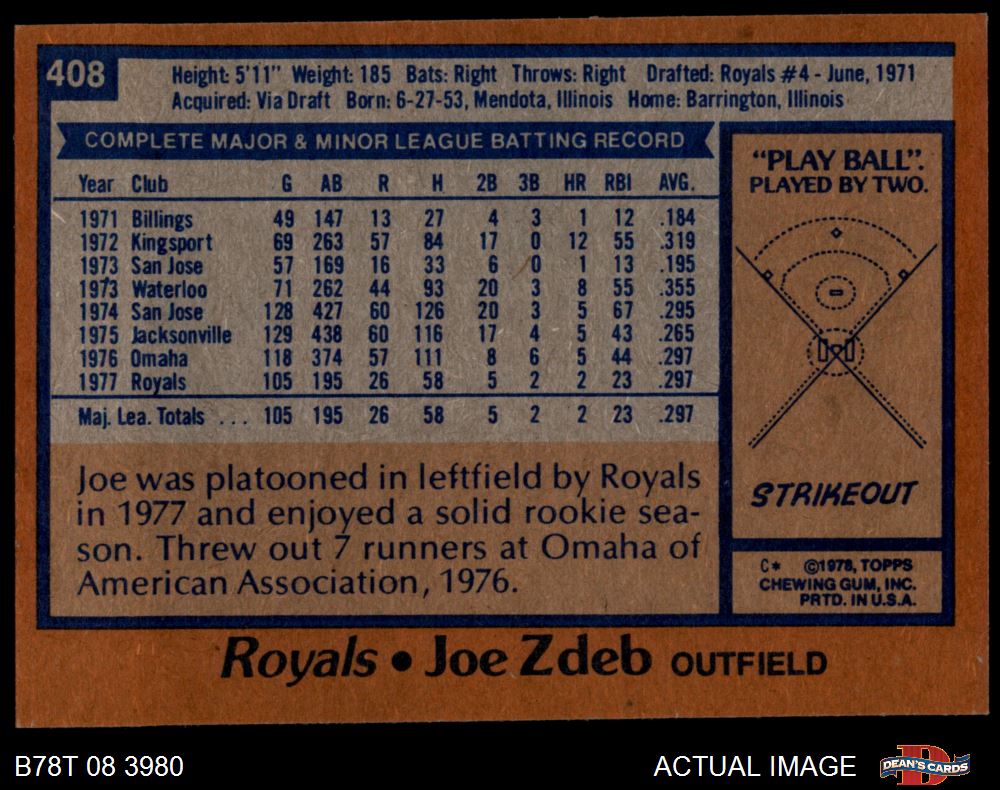 408
Height: 5'11" Weight: 185 Bats: Right Throws: Right Drafted: Royals #4 - June, 1971
Acquired: Via Draft Born: 6-27-53, Mendota, Illinois Home: Barrington, Illinois
COMPLETE MAJOR & MINOR LEAGUE BATTING RECORD
Year Club G AB R H 2B 3B HR RBI AVG.
1971 Billings 49 147 13 27 4 3 1 12 .184
1972 Kingsport 69 263 57 84 17 0 12 55 .319
1973 San Jose 57 169 16 33 6 0 1 13 .195
1973 Waterloo 71 262 44 93 20 3 8 55 .355
1974 San Jose 128 427 60 126 20 3 5 67 .295
1975 Jacksonville 129 438 60 116 17 4 5 43 .265
1976 Omaha 118 374 57 111 8 6 5 44 .297
1977 Royals 105 195 26 58 5 2 2 23 .297
Maj. Lea. Totals ... 105 195 26 58 5 2 2 23 .297
Joe was platooned in leftfield by Royals
in 1977 and enjoyed a solid rookie sea-
son. Threw out 7 runners at Omaha of
American Association, 1976.
"PLAY BALL".
PLAYED BY TWO.
STRIKEOUT
C* ©1978, TOPPS
CHEWING GUM, INC.
PRTD. IN U.S.A.
Royals • Joe Zdeb OUTFIELD
B78T 08 3980
ACTUAL IMAGE
D
DEAN'S CARDS